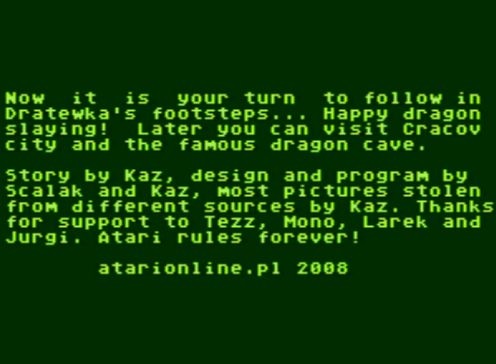 Now it is your turn to follow in
Dratewka's footsteps... Happy dragon
slaying! Later you can visit Cracov
city and the famous dragon cave.
Story by Kaz, design and program by
Scalak and Kaz, most pictures stolen
from different sources by Kaz. Thanks
for support to Tezz, Mono, Larek and
Jurgi. Atari rules forever!
atarionline.pl 2008